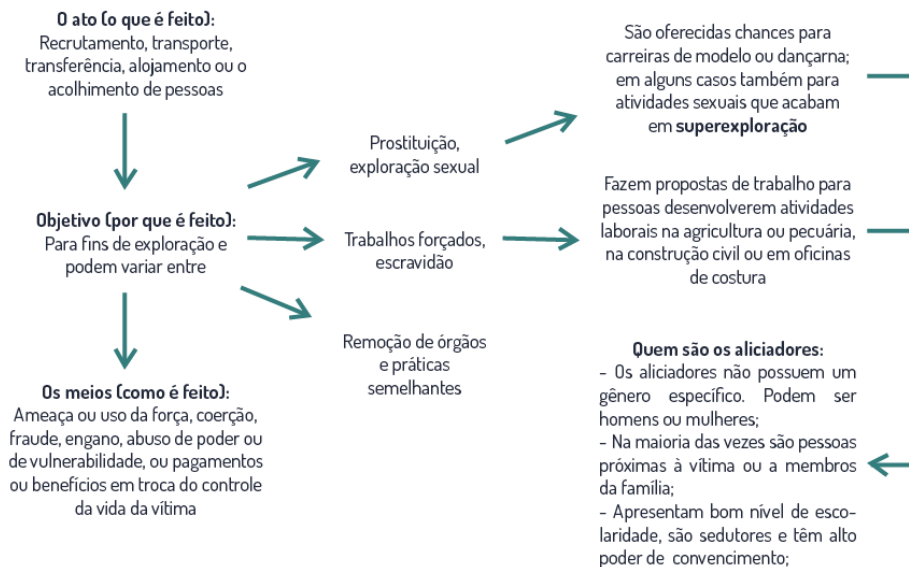 O ato (o que é feito):
Recrutamento, transporte,
transferência, alojamento ou o
acolhimento de pessoas
Objetivo (por que é feito):
Para fins de exploração e
podem variar entre
Os meios (como é feito):
Ameaça ou uso da força, coerção,
fraude, engano, abuso de poder ou
de vulnerabilidade, ou pagamentos
ou benefícios em troca do controle
da vida da vítima
Prostituição,
exploração sexual
Trabalhos forçados,
escravidão
Remoção de órgãos
e práticas
semelhantes
São oferecidas chances para
carreiras de modelo ou dançarna;
em alguns casos também para
atividades sexuais que acabam
em superexploração
Fazem propostas de trabalho para
pessoas desenvolverem atividades
laborais na agricultura ou pecuária,
na construção civil ou em oficinas
de costura
Quem são os aliciadores:
- Os aliciadores não possuem um
gênero específico. Podem ser
homens ou mulheres;
- Na maioria das vezes são pessoas
próximas à vítima ou a membros
da família;
- Apresentam bom nível de esco-
laridade, são sedutores e têm alto
poder de convencimento;